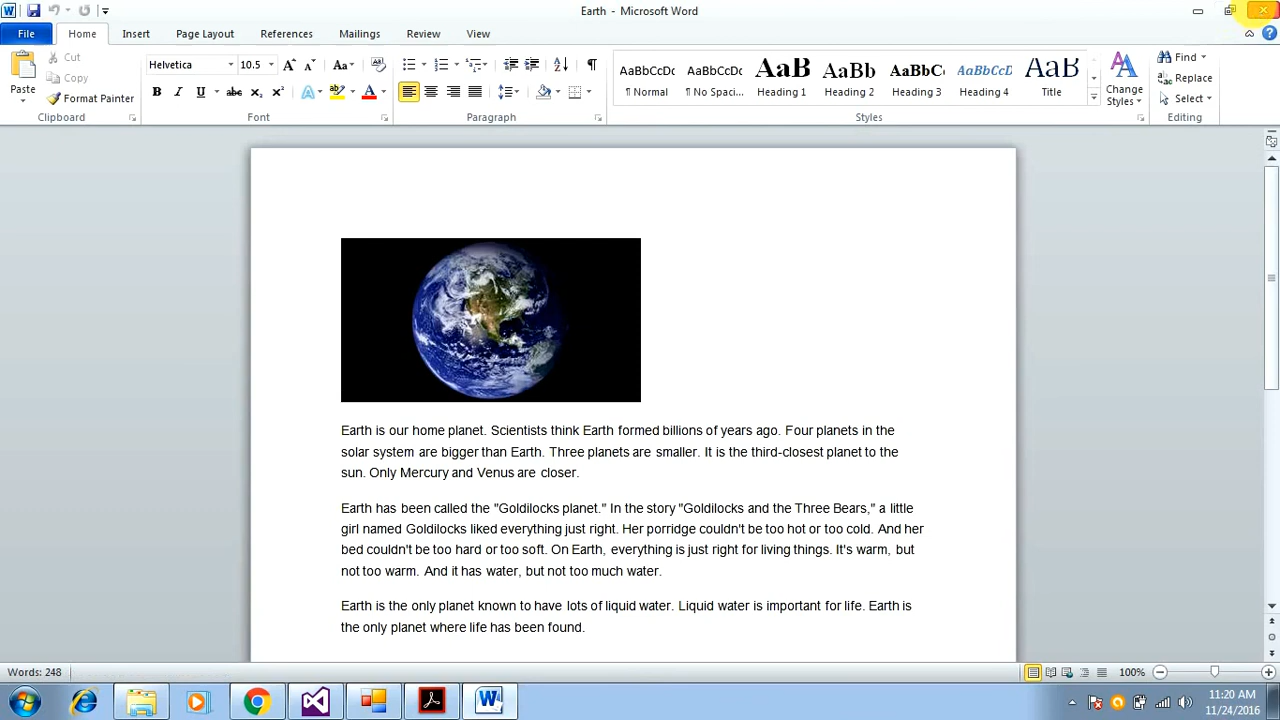 Earth - Microsoft Word
File Home Insert Page Layout References Mailings Review View
Paste
Cut
Copy
Format Painter
Clipboard
Helvetica 10.5
Font
Paragraph
AaBbCcDc AaBbCcDc AaB AaBb AaBbC AaBbCcD AaB
¶ Normal ¶ No Spaci... Heading 1 Heading 2 Heading 3 Heading 4 Title
Styles
Change
Styles
Find
Replace
Select
Editing
Earth is our home planet. Scientists think Earth formed billions of years ago. Four planets in the
solar system are bigger than Earth. Three planets are smaller. It is the third-closest planet to the
sun. Only Mercury and Venus are closer.
Earth has been called the "Goldilocks planet." In the story "Goldilocks and the Three Bears," a little
girl named Goldilocks liked everything just right. Her porridge couldn't be too hot or too cold. And her
bed couldn't be too hard or too soft. On Earth, everything is just right for living things. It's warm, but
not too warm. And it has water, but not too much water.
Earth is the only planet known to have lots of liquid water. Liquid water is important for life. Earth is
the only planet where life has been found.
Words: 248
100%
11:20 AM
11/24/2016